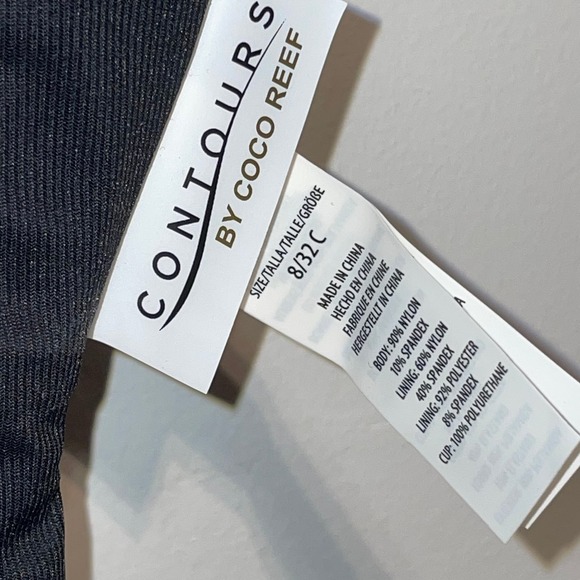 CONTOURS
BY COCO REEF
SIZE/TALLA/TAILLE/GRÖBE
8/32 C
MADE IN CHINA
HECHO EN CHINA
FABRIQUÉ EN CHINE
HERGESTELLT IN CHINA
BODY: 90% NYLON
10% SPANDEX
LINING: 60% NYLON
40% SPANDEX
LINING: 92% POLYESTER
8% SPANDEX
CUP: 100% POLYURETHANE
A